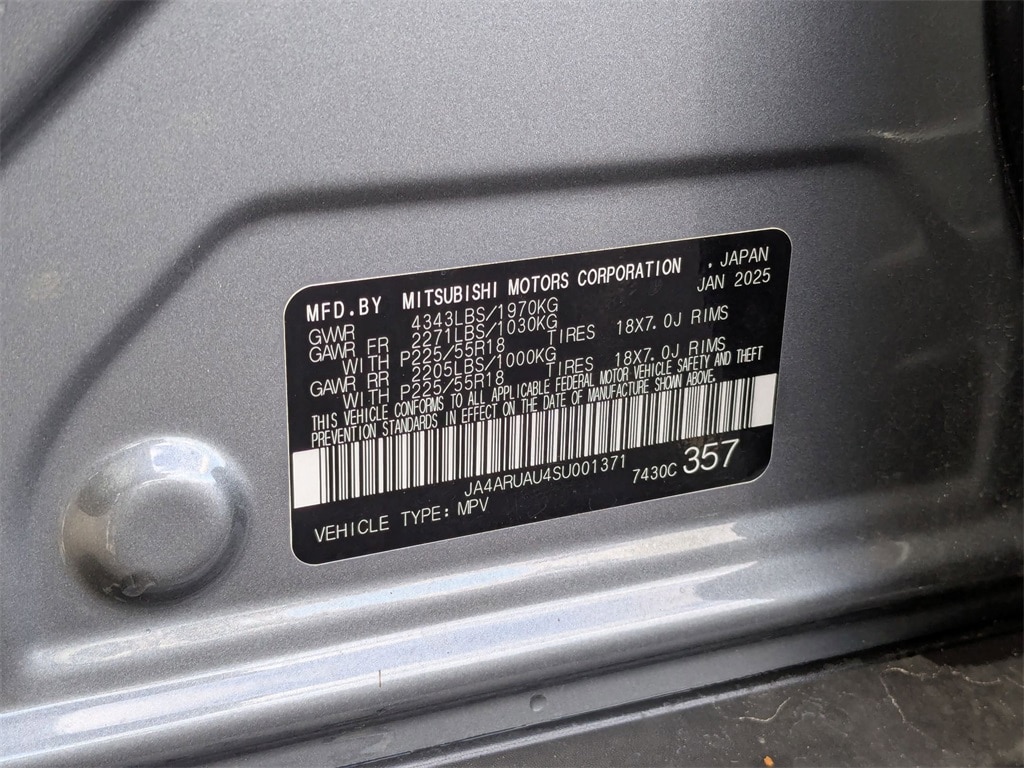 MFD.BY MITSUBISHI MOTORS CORPORATION , JAPAN
JAN 2025
GVWR 4343LBS/1970KG
GAWR FR 2271LBS/1030KG
WITH P225/55R18 TIRES 18X7.0J RIMS
GAWR RR 2205LBS/1000KG
WITH P225/55R18 TIRES 18X7.0J RIMS
THIS VEHICLE CONFORMS TO ALL APPLICABLE FEDERAL MOTOR VEHICLE SAFETY AND THEFT
PREVENTION STANDARDS IN EFFECT ON THE DATE OF MANUFACTURE SHOWN ABOVE.
JA4ARUAU4SU001371 7430C 357
VEHICLE TYPE: MPV